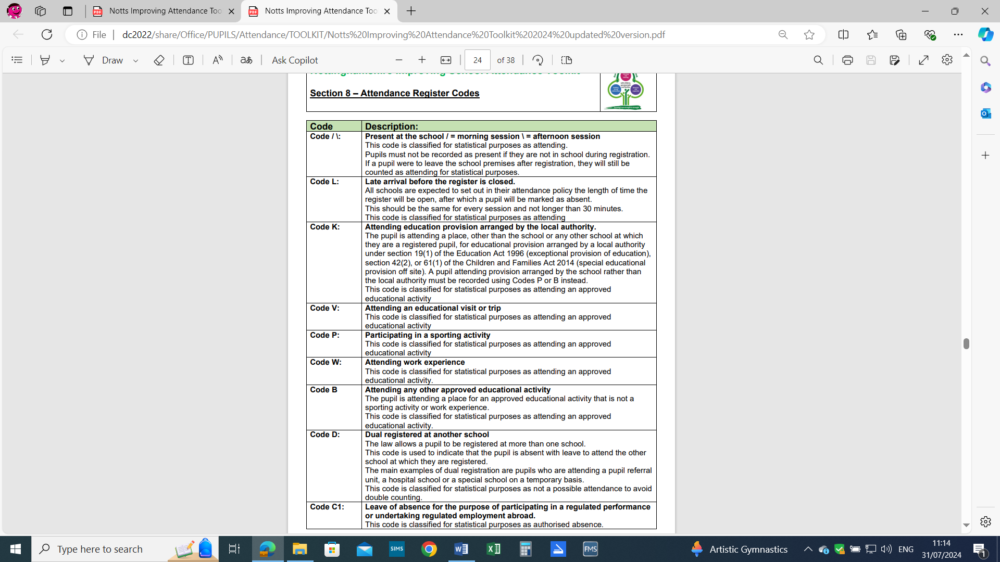 Notts Improving Attendance Too
Notts Improving Attendance Too
File
dc2022/share/Office/PUPILS/Attendance/TOOLKIT/Notts%20Improving%20Attendance%20Toolkit%202024%20updated%20version.pdf
Draw
aあ
Ask Copilot
24
of 38
Nottinghamshire Improving School Attendance Toolkit
Section 8 – Attendance Register Codes
Code Description:
Code / \: Present at the school / = morning session \ = afternoon session
This code is classified for statistical purposes as attending.
Pupils must not be recorded as present if they are not in school during registration.
If a pupil were to leave the school premises after registration, they will still be
counted as attending for statistical purposes.
Code L: Late arrival before the register is closed.
All schools are expected to set out in their attendance policy the length of time the
register will be open, after which a pupil will be marked as absent.
This should be the same for every session and not longer than 30 minutes.
This code is classified for statistical purposes as attending
Code K: Attending education provision arranged by the local authority.
The pupil is attending a place, other than the school or any other school at which
they are a registered pupil, for educational provision arranged by a local authority
under section 19(1) of the Education Act 1996 (exceptional provision of education),
section 42(2), or 61(1) of the Children and Families Act 2014 (special educational
provision off site). A pupil attending provision arranged by the school rather than
the local authority must be recorded using Codes P or B instead.
This code is classified for statistical purposes as attending an approved
educational activity
Code V: Attending an educational visit or trip
This code is classified for statistical purposes as attending an approved
educational activity
Code P: Participating in a sporting activity
This code is classified for statistical purposes as attending an approved
educational activity
Code W: Attending work experience
This code is classified for statistical purposes as attending an approved
educational activity.
Code B Attending any other approved educational activity
The pupil is attending a place for an approved educational activity that is not a
sporting activity or work experience.
This code is classified for statistical purposes as attending an approved
educational activity.
Code D: Dual registered at another school
The law allows a pupil to be registered at more than one school.
This code is used to indicate that the pupil is absent with leave to attend the other
school at which they are registered.
The main examples of dual registration are pupils who are attending a pupil referral
unit, a hospital school or a special school on a temporary basis.
This code is classified for statistical purposes as not a possible attendance to avoid
double counting.
Code C1: Leave of absence for the purpose of participating in a regulated performance
or undertaking regulated employment abroad.
This code is classified for statistical purposes as authorised absence.
Type here to search
SIMS
FMS
Artistic Gymnastics
ENG
11:14
31/07/2024
1